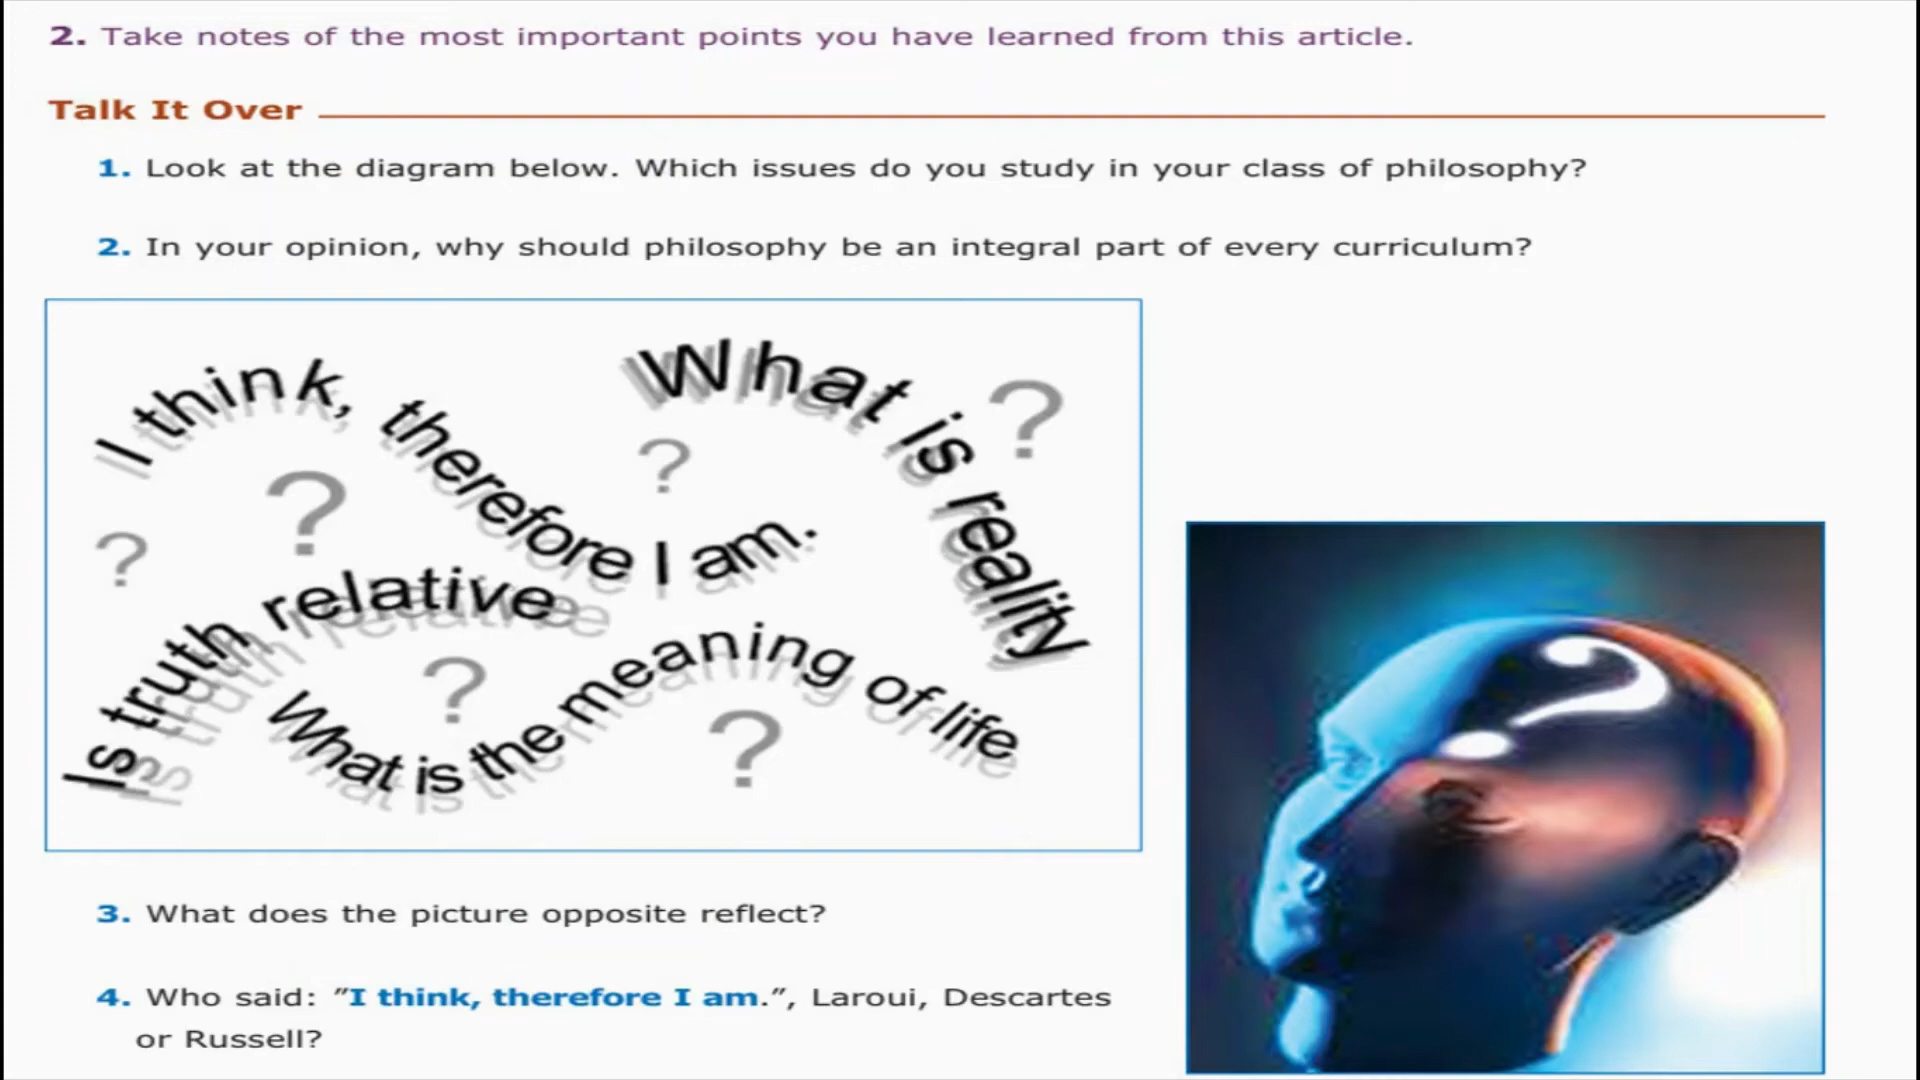 2. Take notes of the most important points you have learned from this article.
Talk It Over
1. Look at the diagram below. Which issues do you study in your class of philosophy?
2. In your opinion, why should philosophy be an integral part of every curriculum?
I think, therefore I am.
What is reality
?
?
?
?
Is truth relative
?
What is the meaning of life
?
?
3. What does the picture opposite reflect?
4. Who said: "I think, therefore I am.", Laroui, Descartes
or Russell?